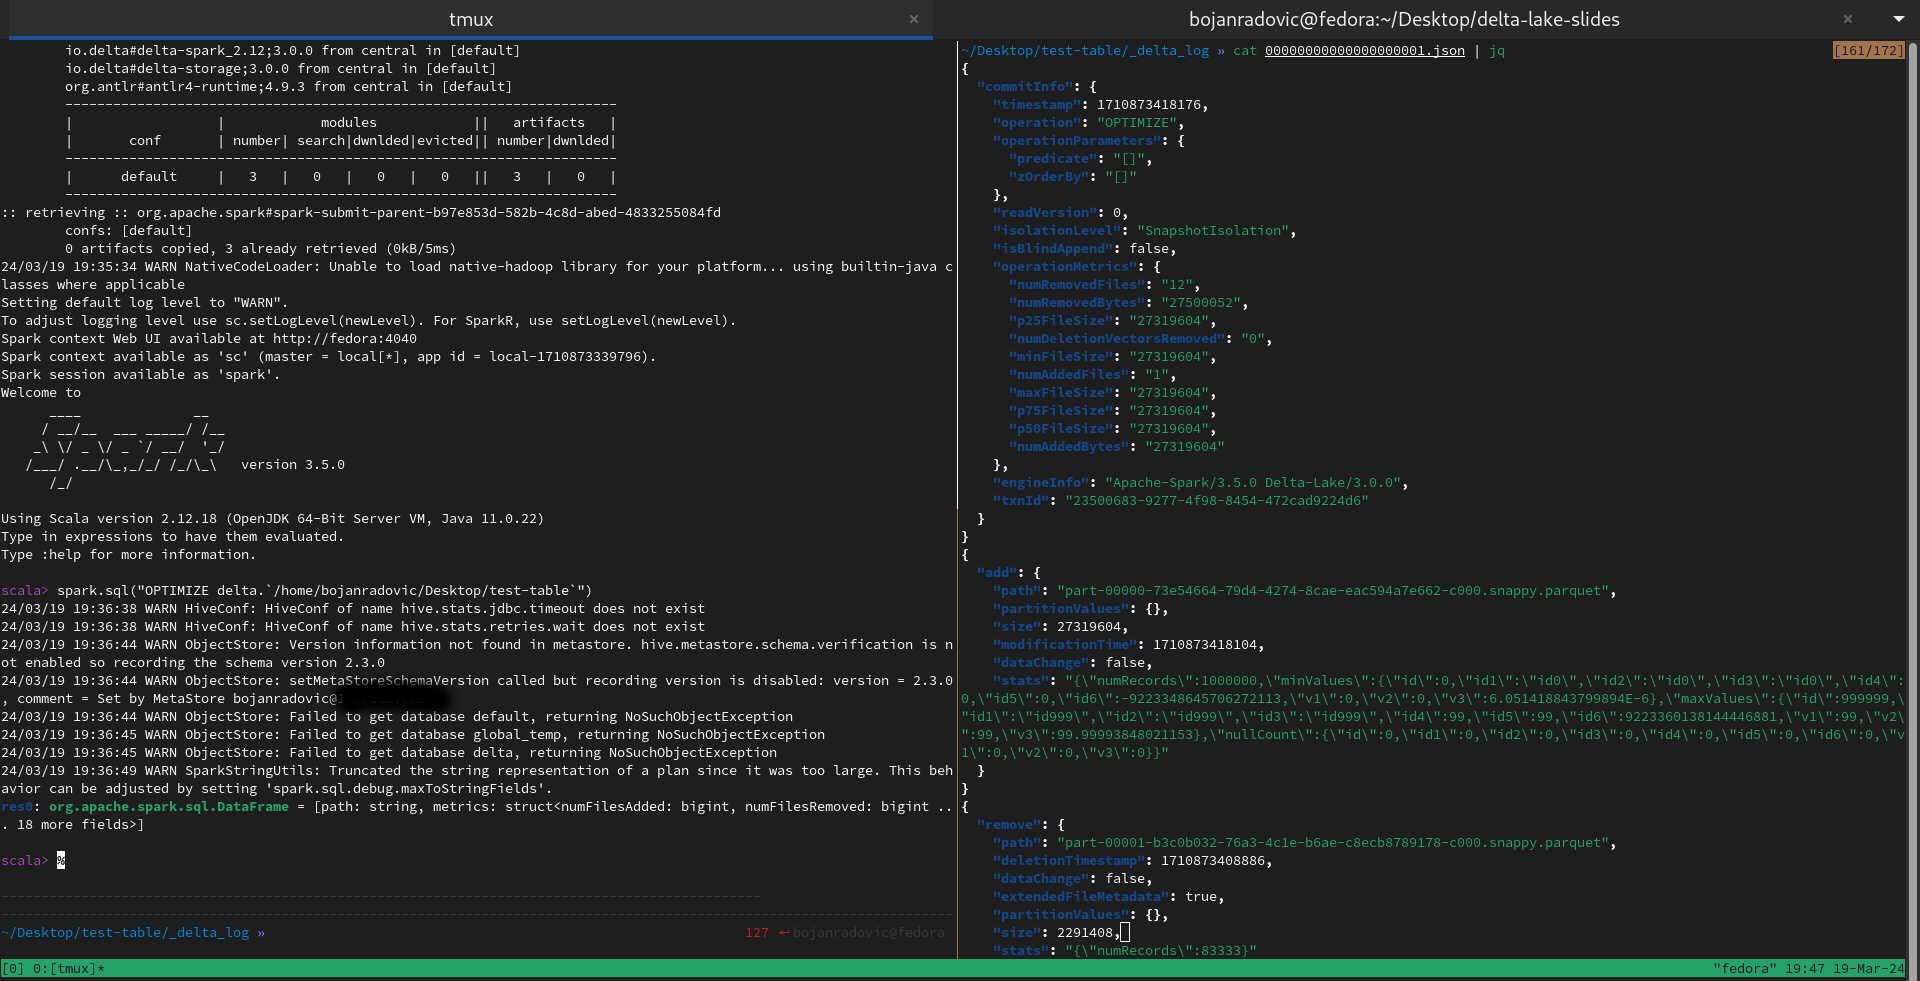 tmux
bojanradovic@fedora:~/Desktop/delta-lake-slides
io.delta#delta-spark_2.12;3.0.0 from central in [default]
io.delta#delta-storage;3.0.0 from central in [default]
org.antlr#antlr4-runtime;4.9.3 from central in [default]
---------------------------------------------------------------------
|                  |            modules            ||   artifacts   |
|       conf       | number| search|dwnlded|evicted|| number|dwnlded|
---------------------------------------------------------------------
|      default     |   3   |   0   |   0   |   0   ||   3   |   0   |
---------------------------------------------------------------------
:: retrieving :: org.apache.spark#spark-submit-parent-b97e853d-582b-4c8d-abed-4833255084fd
confs: [default]
0 artifacts copied, 3 already retrieved (0kB/5ms)
24/03/19 19:35:34 WARN NativeCodeLoader: Unable to load native-hadoop library for your platform... using builtin-java c
lasses where applicable
Setting default log level to "WARN".
To adjust logging level use sc.setLogLevel(newLevel). For SparkR, use setLogLevel(newLevel).
Spark context Web UI available at http://fedora:4040
Spark context available as 'sc' (master = local[*], app id = local-1710873339796).
Spark session available as 'spark'.
Welcome to
      ____              __
     / __/__  ___ _____/ /__
    _\ \/ _ \/ _ `/ __/  '_/
   /___/ .__/\_,_/_/ /_/\_\   version 3.5.0
      /_/
Using Scala version 2.12.18 (OpenJDK 64-Bit Server VM, Java 11.0.22)
Type in expressions to have them evaluated.
Type :help for more information.
scala> spark.sql("OPTIMIZE delta.`/home/bojanradovic/Desktop/test-table`")
24/03/19 19:36:38 WARN HiveConf: HiveConf of name hive.stats.jdbc.timeout does not exist
24/03/19 19:36:38 WARN HiveConf: HiveConf of name hive.stats.retries.wait does not exist
24/03/19 19:36:44 WARN ObjectStore: Version information not found in metastore. hive.metastore.schema.verification is n
ot enabled so recording the schema version 2.3.0
24/03/19 19:36:44 WARN ObjectStore: setMetaStoreSchemaVersion called but recording version is disabled: version = 2.3.0
, comment = Set by MetaStore bojanradovic@
24/03/19 19:36:44 WARN ObjectStore: Failed to get database default, returning NoSuchObjectException
24/03/19 19:36:45 WARN ObjectStore: Failed to get database global_temp, returning NoSuchObjectException
24/03/19 19:36:45 WARN ObjectStore: Failed to get database delta, returning NoSuchObjectException
24/03/19 19:36:49 WARN SparkStringUtils: Truncated the string representation of a plan since it was too large. This beh
avior can be adjusted by setting 'spark.sql.debug.maxToStringFields'.
res0: org.apache.spark.sql.DataFrame = [path: string, metrics: struct<numFilesAdded: bigint, numFilesRemoved: bigint ..
. 18 more fields>]
scala> %
~/Desktop/test-table/_delta_log »
127 ↵ bojanradovic@fedora
~/Desktop/test-table/_delta_log » cat 00000000000000000001.json | jq
[161/172]
{
"commitInfo": {
"timestamp": 1710873418176,
"operation": "OPTIMIZE",
"operationParameters": {
"predicate": "[]",
"zOrderBy": "[]"
},
"readVersion": 0,
"isolationLevel": "SnapshotIsolation",
"isBlindAppend": false,
"operationMetrics": {
"numRemovedFiles": "12",
"numRemovedBytes": "27500052",
"p25FileSize": "27319604",
"numDeletionVectorsRemoved": "0",
"minFileSize": "27319604",
"numAddedFiles": "1",
"maxFileSize": "27319604",
"p75FileSize": "27319604",
"p50FileSize": "27319604",
"numAddedBytes": "27319604"
},
"engineInfo": "Apache-Spark/3.5.0 Delta-Lake/3.0.0",
"txnId": "23500683-9277-4f98-8454-472cad9224d6"
}
}
{
"add": {
"path": "part-00000-73e54664-79d4-4274-8cae-eac594a7e662-c000.snappy.parquet",
"partitionValues": {},
"size": 27319604,
"modificationTime": 1710873418104,
"dataChange": false,
"stats": "{\"numRecords\":1000000,\"minValues\":{\"id\":0,\"id1\":\"id0\",\"id2\":\"id0\",\"id3\":\"id0\",\"id4\":
0,\"id5\":0,\"id6\":-9223348645706272113,\"v1\":0,\"v2\":0,\"v3\":6.051418843799894E-6},\"maxValues\":{\"id\":999999,\
"id1\":\"id999\",\"id2\":\"id999\",\"id3\":\"id999\",\"id4\":99,\"id5\":99,\"id6\":9223360138144446881,\"v1\":99,\"v2\
":99,\"v3\":99.99993848021153},\"nullCount\":{\"id\":0,\"id1\":0,\"id2\":0,\"id3\":0,\"id4\":0,\"id5\":0,\"id6\":0,\"v
1\":0,\"v2\":0,\"v3\":0}}"
}
}
{
"remove": {
"path": "part-00001-b3c0b032-76a3-4c1e-b6ae-c8ecb8789178-c000.snappy.parquet",
"deletionTimestamp": 1710873408886,
"dataChange": false,
"extendedFileMetadata": true,
"partitionValues": {},
"size": 2291408,
"stats": "{\"numRecords\":83333}"
[0] 0:[tmux]*
"fedora" 19:47 19-Mar-24